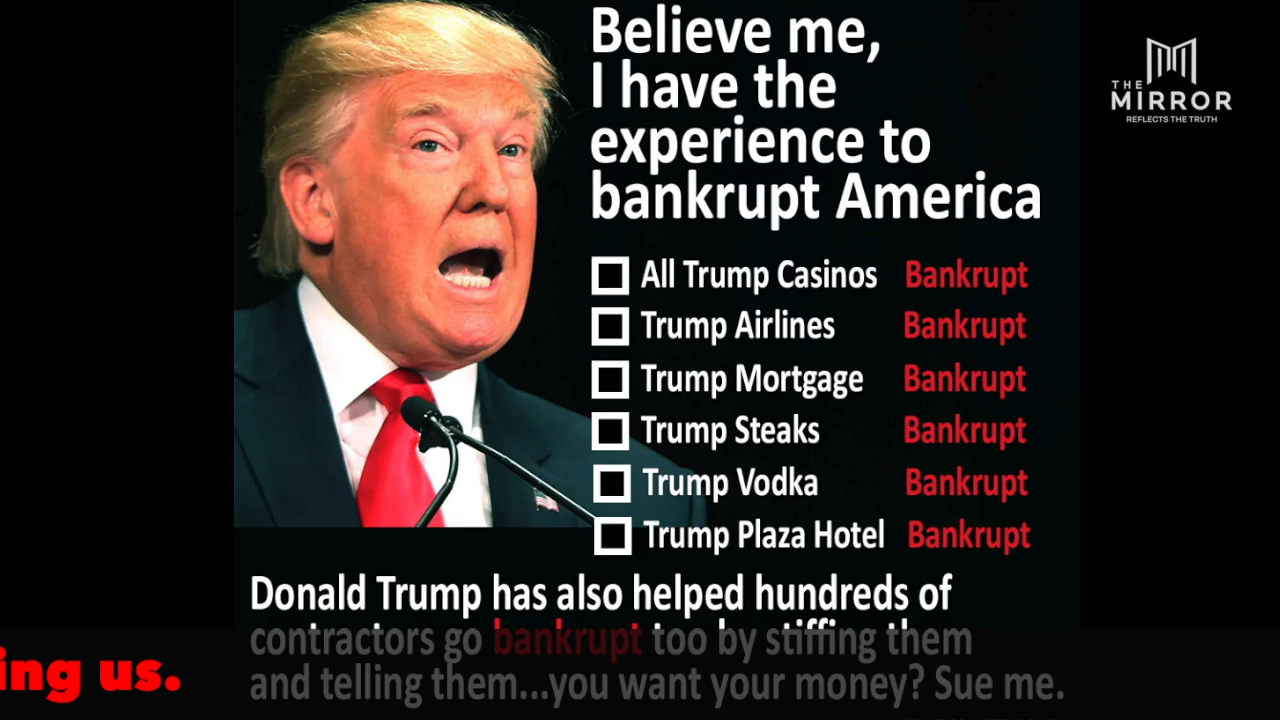 Believe me,
I have the
experience to
bankrupt America
THE
MIRROR
REFLECTS THE TRUTH
All Trump Casinos Bankrupt
Trump Airlines Bankrupt
Trump Mortgage Bankrupt
Trump Steaks Bankrupt
Trump Vodka Bankrupt
Trump Plaza Hotel Bankrupt
Donald Trump has also helped hundreds of
contractors go bankrupt too by stiffing them
and telling them...you want your money? Sue me.
ing us.